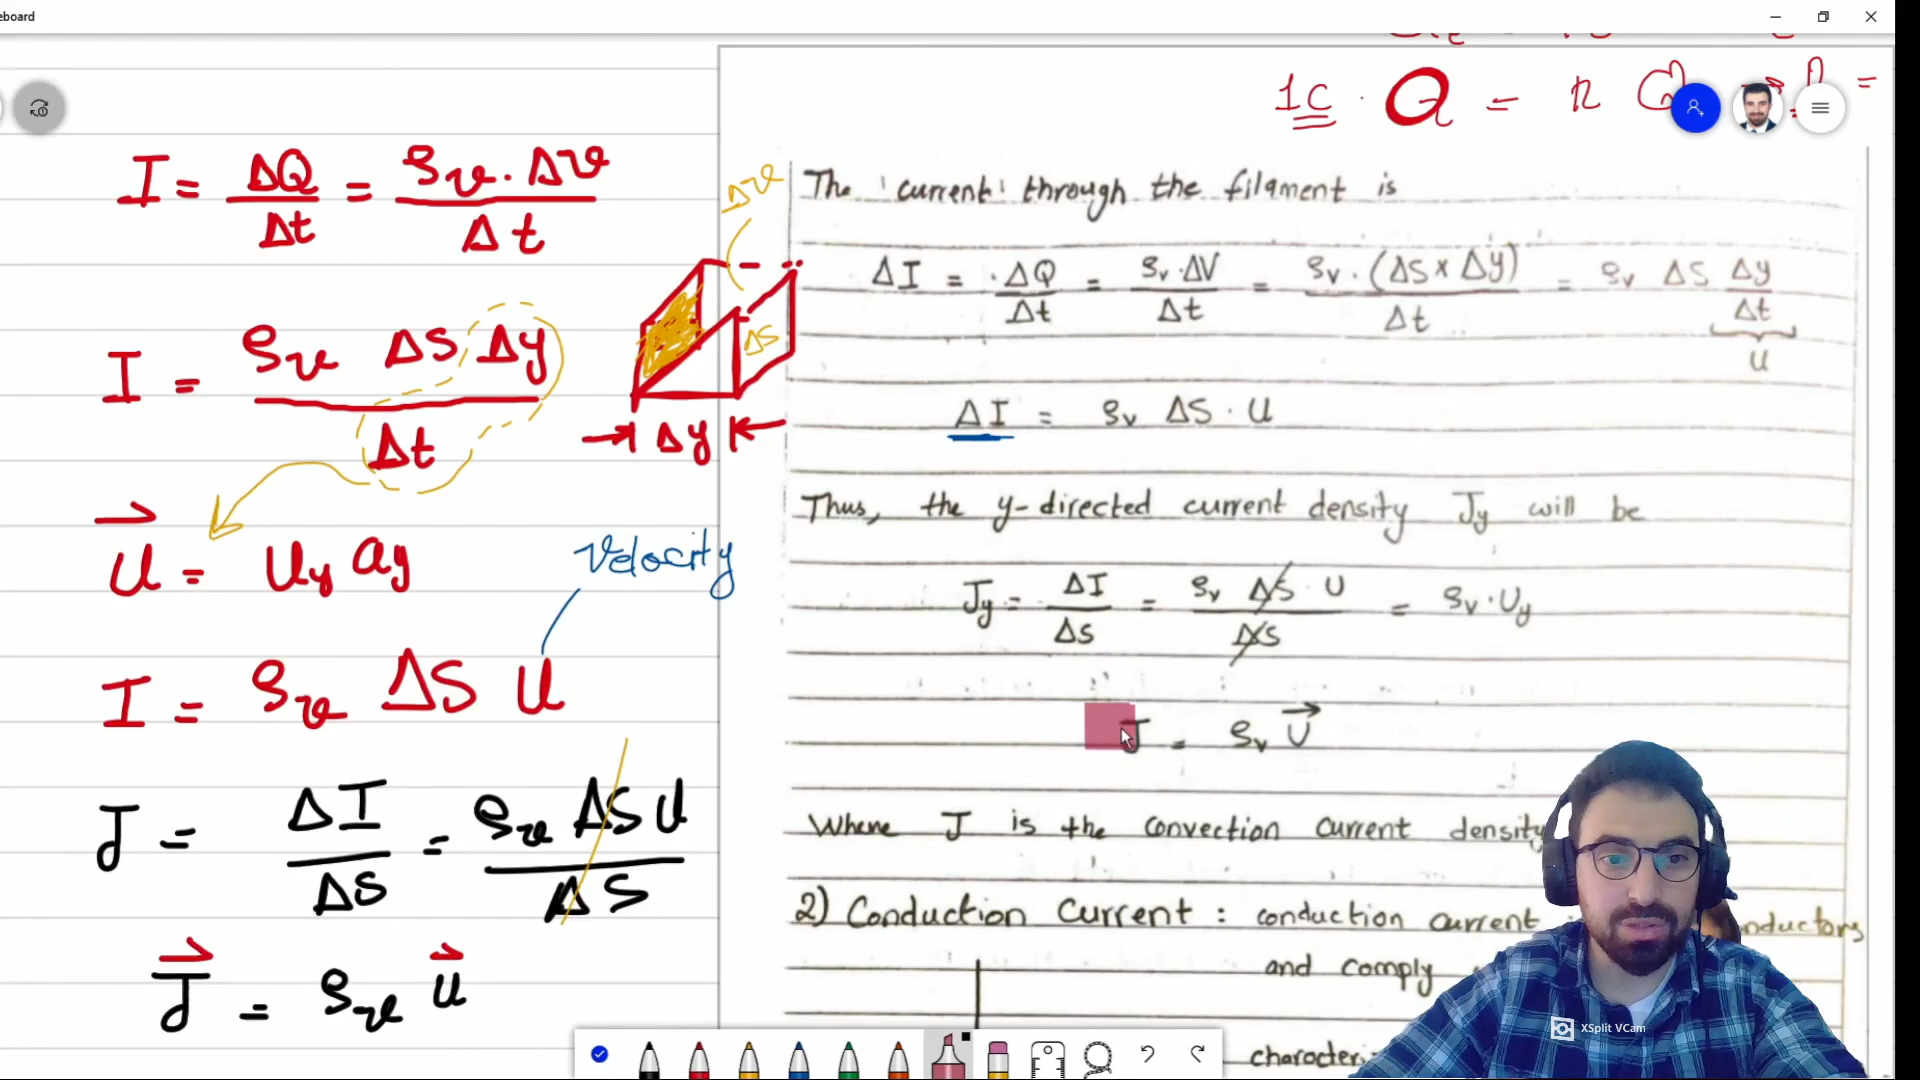 eboard
1C . Q =
I = ΔQ/Δt = ρv . Δv / Δt
I = ρv ΔS Δy / Δt
Δv
ΔS
Δy
u⃗ = uy ay
velocity
I = ρv ΔS u
J = ΔI/ΔS = ρv ΔS u / ΔS
J⃗ = ρv u⃗
The 'current' through the filament is
ΔI = ΔQ/Δt = ρv . ΔV / Δt = ρv . (ΔS x Δy) / Δt = ρv ΔS Δy/Δt
u
ΔI = ρv ΔS . u
Thus, the y-directed current density Jy will be
Jy = ΔI/ΔS = ρv ΔS . U / ΔS = ρv . Uy
J = ρv U⃗
Where J is the convection current density
2) Conduction Current : conduction current
and comply
XSplit VCam